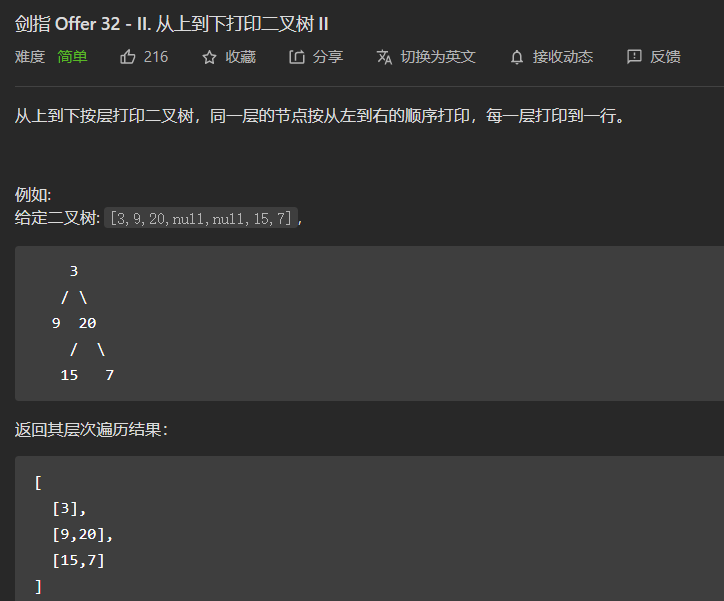 剑指 Offer 32 - II. 从上到下打印二叉树 II
难度 简单 216 收藏 分享 切换为英文 接收动态 反馈
从上到下按层打印二叉树，同一层的节点按从左到右的顺序打印，每一层打印到一行。
例如:
给定二叉树: [3,9,20,null,null,15,7],
3
/ \
9 20
/ \
15 7
返回其层次遍历结果：
[
[3],
[9,20],
[15,7]
]